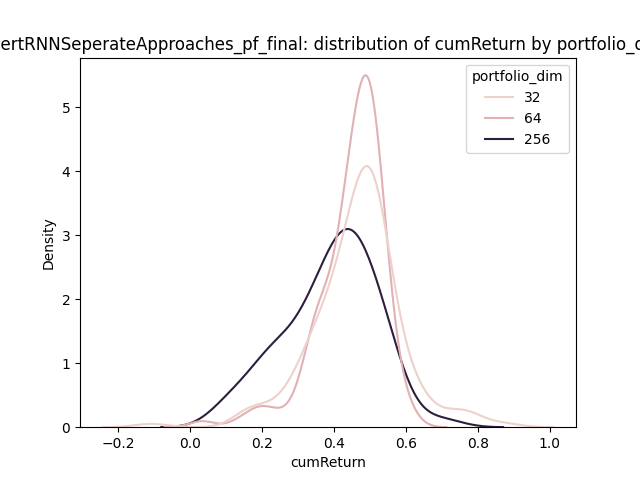 ertRNNSeperateApproaches_pf_final: distribution of cumReturn by portfolio_d
portfolio_dim
32
64
256
Density
5
4
3
2
1
0
−0.2 0.0 0.2 0.4 0.6 0.8 1.0
cumReturn